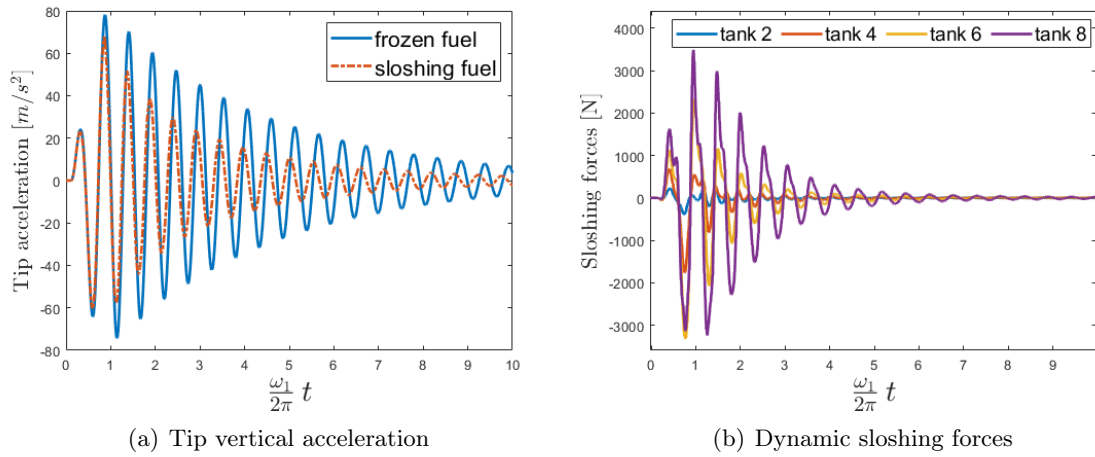 80
60
40
20
0
-20
-40
-60
-80
Tip acceleration [m/s²]
frozen fuel
sloshing fuel
0 1 2 3 4 5 6 7 8 9 10
ω₁/2π t
(a) Tip vertical acceleration
4000
3000
2000
1000
0
-1000
-2000
-3000
Sloshing forces [N]
tank 2 tank 4 tank 6 tank 8
0 1 2 3 4 5 6 7 8 9
ω₁/2π t
(b) Dynamic sloshing forces